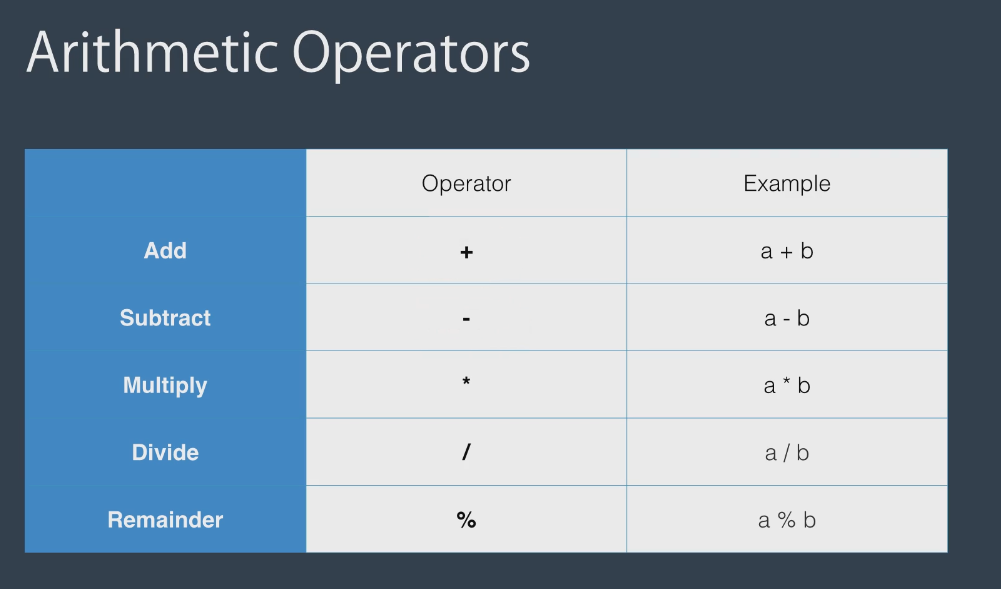 Arithmetic Operators
Operator Example
Add + a + b
Subtract - a - b
Multiply * a * b
Divide / a / b
Remainder % a % b